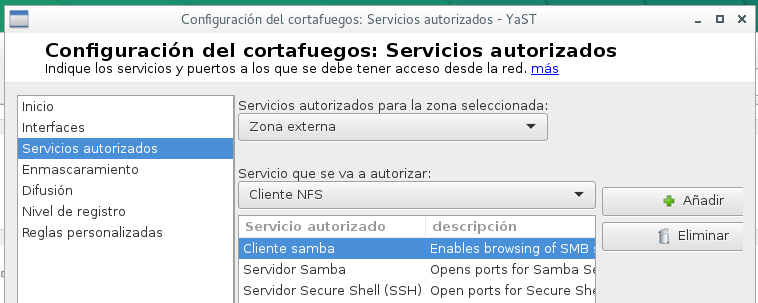 Configuración del cortafuegos: Servicios autorizados - YaST
Configuración del cortafuegos: Servicios autorizados
Indique los servicios y puertos a los que se debe tener acceso desde la red. más
Inicio
Interfaces
Servicios autorizados
Enmascaramiento
Difusión
Nivel de registro
Reglas personalizadas
Servicios autorizados para la zona seleccionada:
Zona externa
Servicio que se va a autorizar:
Cliente NFS
Añadir
Eliminar
Servicio autorizado descripción
Cliente samba Enables browsing of SMB s
Servidor Samba Opens ports for Samba Se
Servidor Secure Shell (SSH) Open ports for Secure She